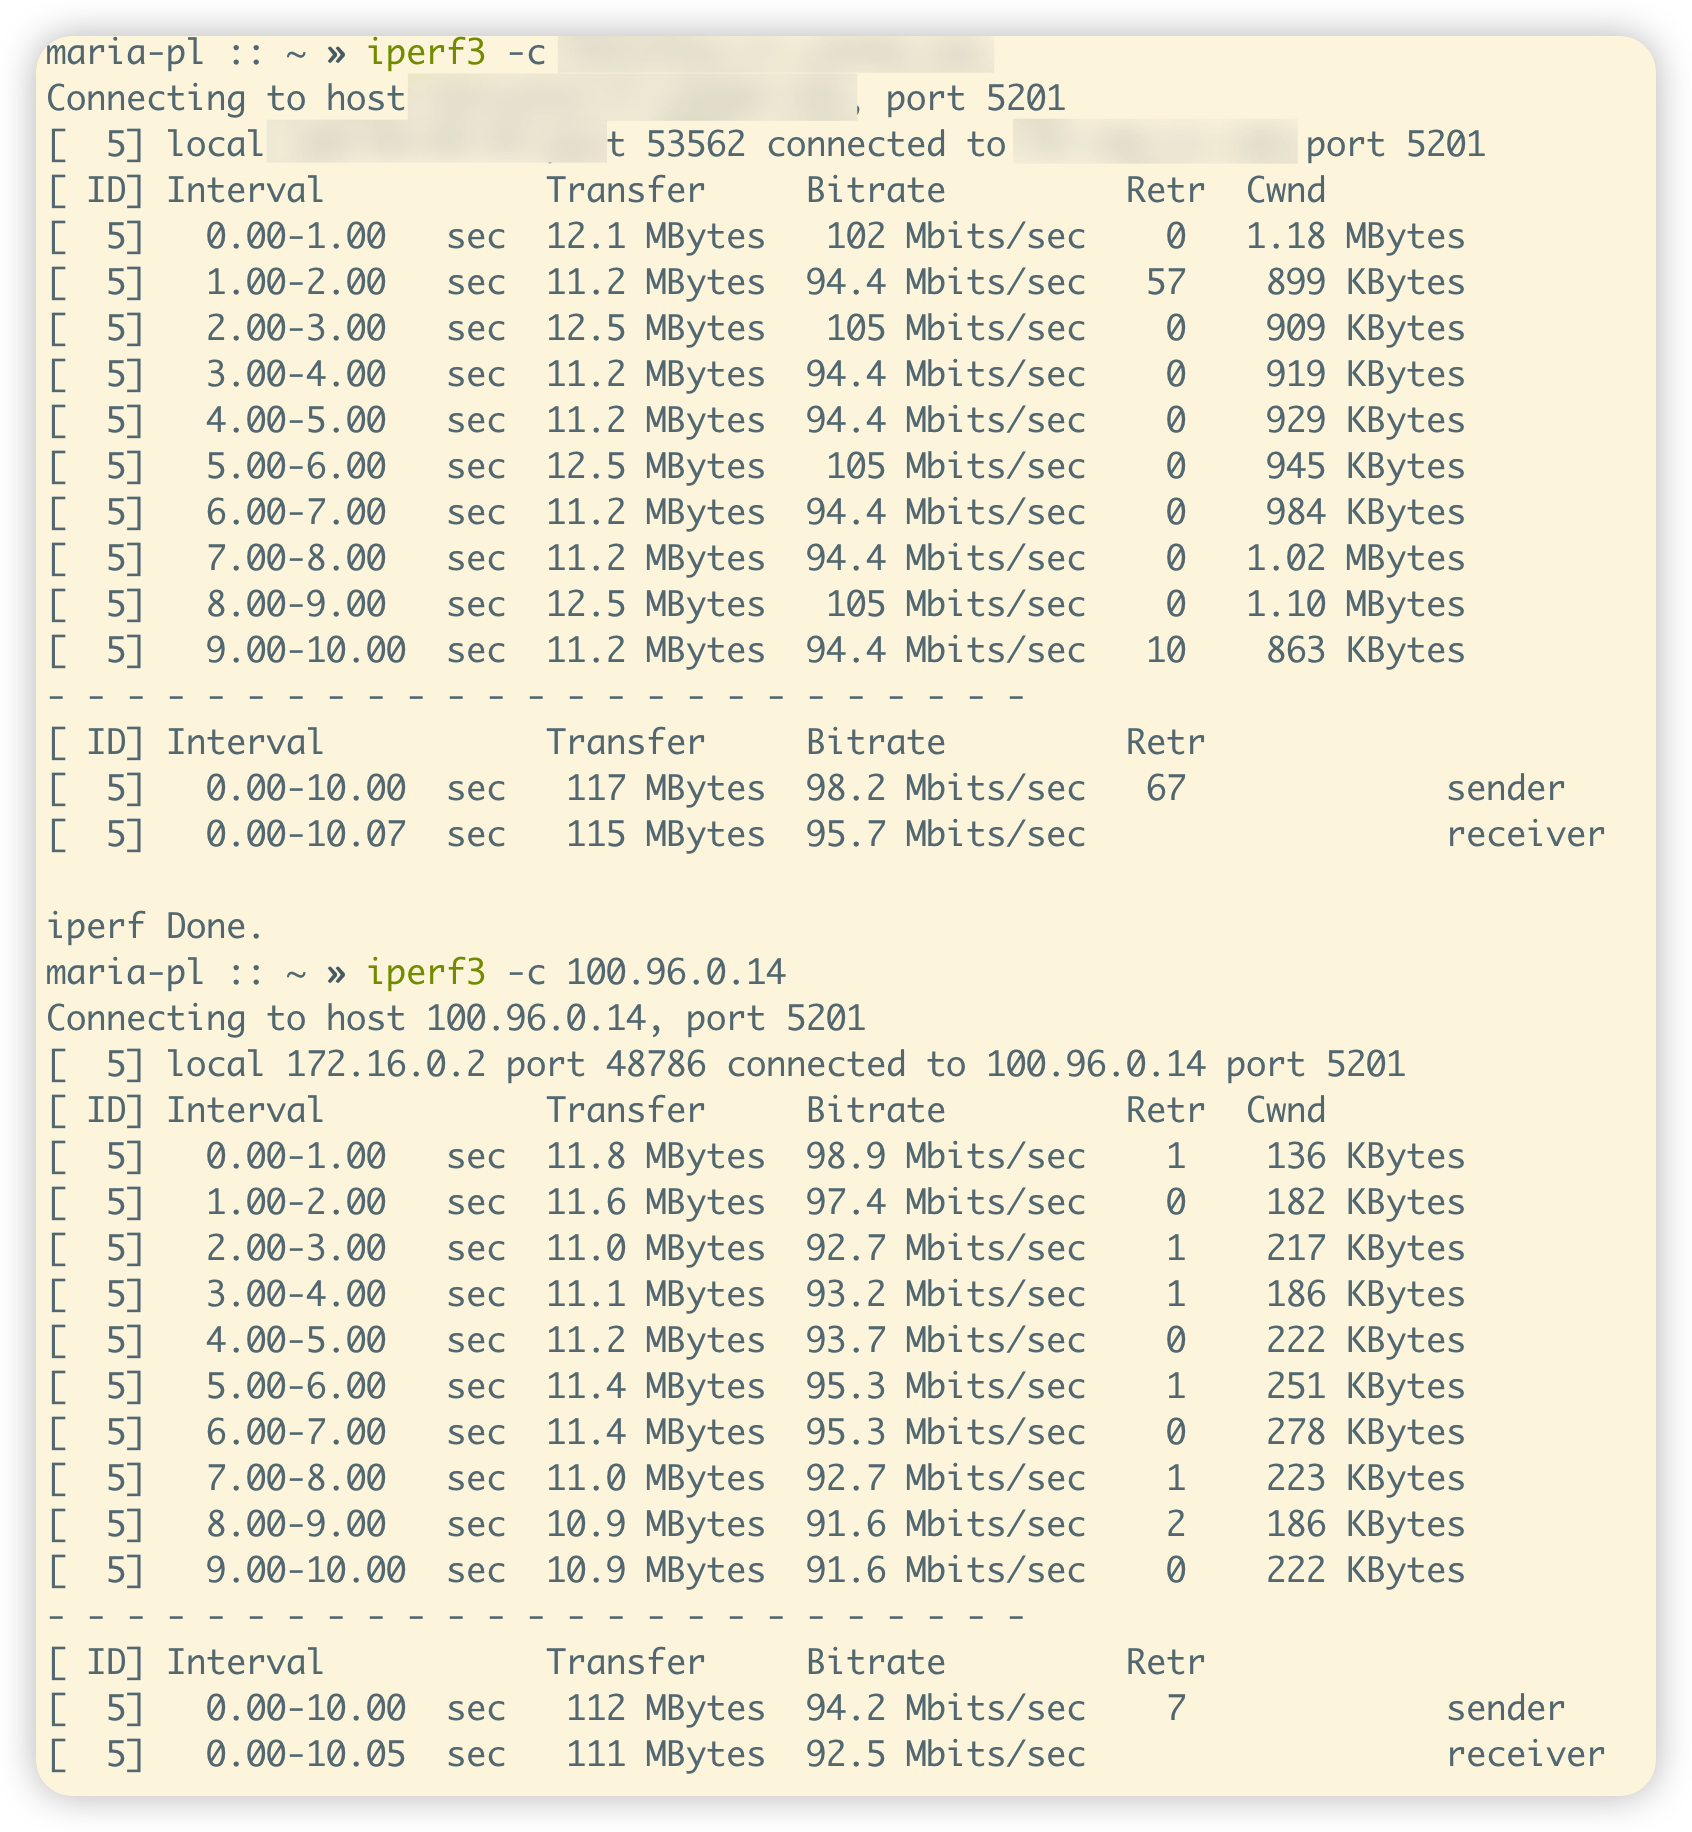 maria-pl :: ~ » iperf3 -c
Connecting to host , port 5201
[  5] local t 53562 connected to port 5201
[ ID] Interval           Transfer     Bitrate         Retr  Cwnd
[  5]   0.00-1.00   sec  12.1 MBytes   102 Mbits/sec    0   1.18 MBytes
[  5]   1.00-2.00   sec  11.2 MBytes  94.4 Mbits/sec   57    899 KBytes
[  5]   2.00-3.00   sec  12.5 MBytes   105 Mbits/sec    0    909 KBytes
[  5]   3.00-4.00   sec  11.2 MBytes  94.4 Mbits/sec    0    919 KBytes
[  5]   4.00-5.00   sec  11.2 MBytes  94.4 Mbits/sec    0    929 KBytes
[  5]   5.00-6.00   sec  12.5 MBytes   105 Mbits/sec    0    945 KBytes
[  5]   6.00-7.00   sec  11.2 MBytes  94.4 Mbits/sec    0    984 KBytes
[  5]   7.00-8.00   sec  11.2 MBytes  94.4 Mbits/sec    0   1.02 MBytes
[  5]   8.00-9.00   sec  12.5 MBytes   105 Mbits/sec    0   1.10 MBytes
[  5]   9.00-10.00  sec  11.2 MBytes  94.4 Mbits/sec   10    863 KBytes
- - - - - - - - - - - - - - - - - - - - - - - - -
[ ID] Interval           Transfer     Bitrate         Retr
[  5]   0.00-10.00  sec   117 MBytes  98.2 Mbits/sec   67             sender
[  5]   0.00-10.07  sec   115 MBytes  95.7 Mbits/sec                  receiver

iperf Done.
maria-pl :: ~ » iperf3 -c 100.96.0.14
Connecting to host 100.96.0.14, port 5201
[  5] local 172.16.0.2 port 48786 connected to 100.96.0.14 port 5201
[ ID] Interval           Transfer     Bitrate         Retr  Cwnd
[  5]   0.00-1.00   sec  11.8 MBytes  98.9 Mbits/sec    1    136 KBytes
[  5]   1.00-2.00   sec  11.6 MBytes  97.4 Mbits/sec    0    182 KBytes
[  5]   2.00-3.00   sec  11.0 MBytes  92.7 Mbits/sec    1    217 KBytes
[  5]   3.00-4.00   sec  11.1 MBytes  93.2 Mbits/sec    1    186 KBytes
[  5]   4.00-5.00   sec  11.2 MBytes  93.7 Mbits/sec    0    222 KBytes
[  5]   5.00-6.00   sec  11.4 MBytes  95.3 Mbits/sec    1    251 KBytes
[  5]   6.00-7.00   sec  11.4 MBytes  95.3 Mbits/sec    0    278 KBytes
[  5]   7.00-8.00   sec  11.0 MBytes  92.7 Mbits/sec    1    223 KBytes
[  5]   8.00-9.00   sec  10.9 MBytes  91.6 Mbits/sec    2    186 KBytes
[  5]   9.00-10.00  sec  10.9 MBytes  91.6 Mbits/sec    0    222 KBytes
- - - - - - - - - - - - - - - - - - - - - - - - -
[ ID] Interval           Transfer     Bitrate         Retr
[  5]   0.00-10.00  sec   112 MBytes  94.2 Mbits/sec    7             sender
[  5]   0.00-10.05  sec   111 MBytes  92.5 Mbits/sec                  receiver